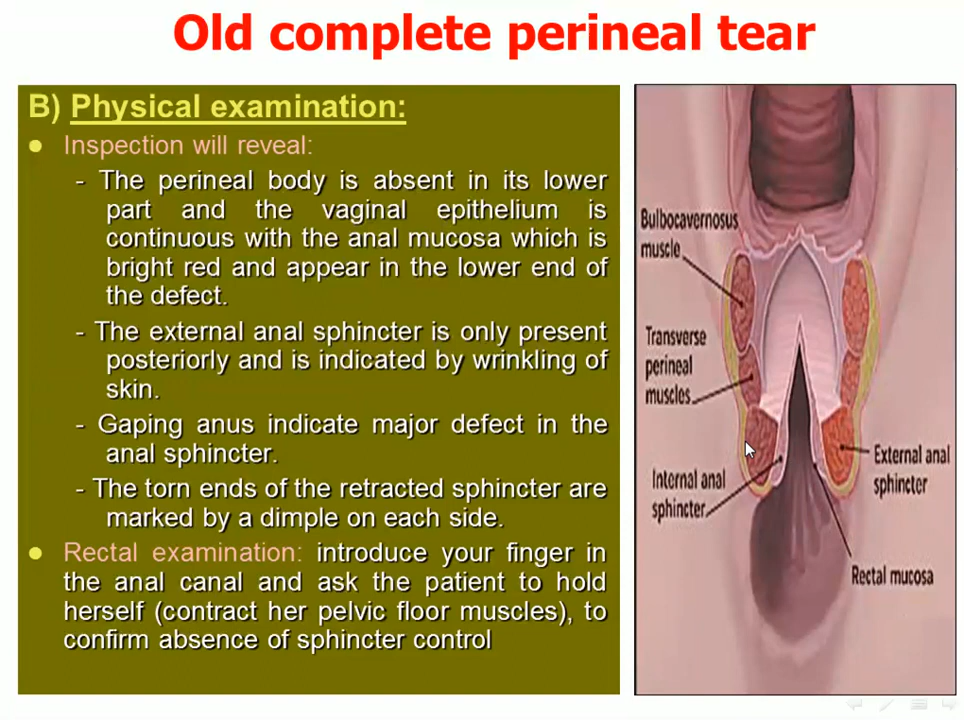 Old complete perineal tear
B) Physical examination:
● Inspection will reveal:
- The perineal body is absent in its lower
part and the vaginal epithelium is
continuous with the anal mucosa which is
bright red and appear in the lower end of
the defect.
- The external anal sphincter is only present
posteriorly and is indicated by wrinkling of
skin.
- Gaping anus indicate major defect in the
anal sphincter.
- The torn ends of the retracted sphincter are
marked by a dimple on each side.
● Rectal examination: introduce your finger in
the anal canal and ask the patient to hold
herself (contract her pelvic floor muscles), to
confirm absence of sphincter control
Bulbocavernosus
muscle
Transverse
perineal
muscles
Internal anal
sphincter
External anal
sphincter
Rectal mucosa